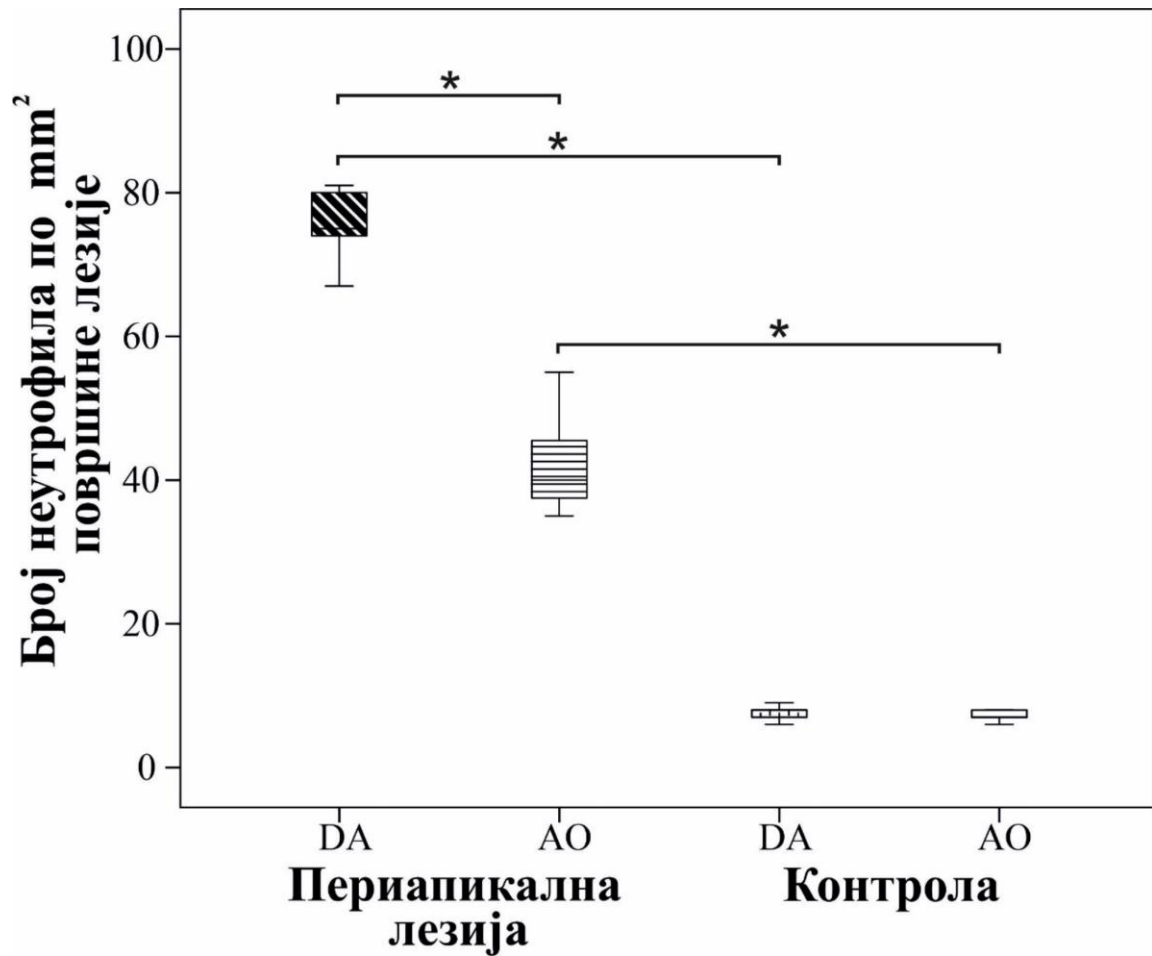 Број неутрофила по mm²
површине лезије
100
80
60
40
20
0
*
*
*
DA
AO
DA
AO
Периапикална
лезија
Контрола